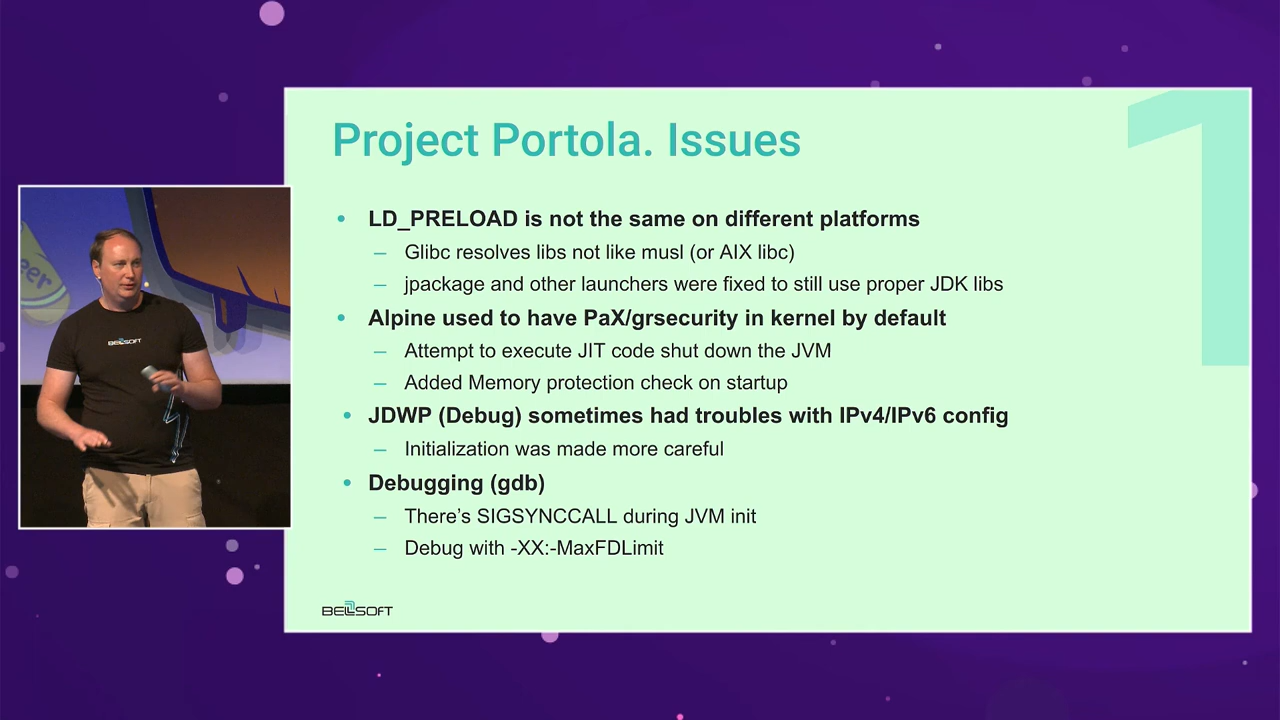 Project Portola. Issues
1
• LD_PRELOAD is not the same on different platforms
– Glibc resolves libs not like musl (or AIX libc)
– jpackage and other launchers were fixed to still use proper JDK libs
• Alpine used to have PaX/grsecurity in kernel by default
– Attempt to execute JIT code shut down the JVM
– Added Memory protection check on startup
• JDWP (Debug) sometimes had troubles with IPv4/IPv6 config
– Initialization was made more careful
• Debugging (gdb)
– There's SIGSYNCCALL during JVM init
– Debug with -XX:-MaxFDLimit
BELLSOFT
eer
BELLSOFT